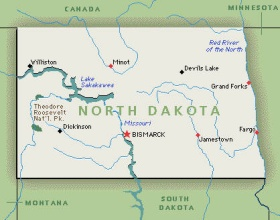 CANADA
MINNESOTA
Red River
of the North
Williston
Minot
Devils Lake
Lake
Sakakawea
Grand Forks
Theodore
Roosevelt
Nat'l. Pk.
NORTH DAKOTA
Missouri
Dickinson
BISMARCK
Jamestown
Fargo
MONTANA
SOUTH
DAKOTA